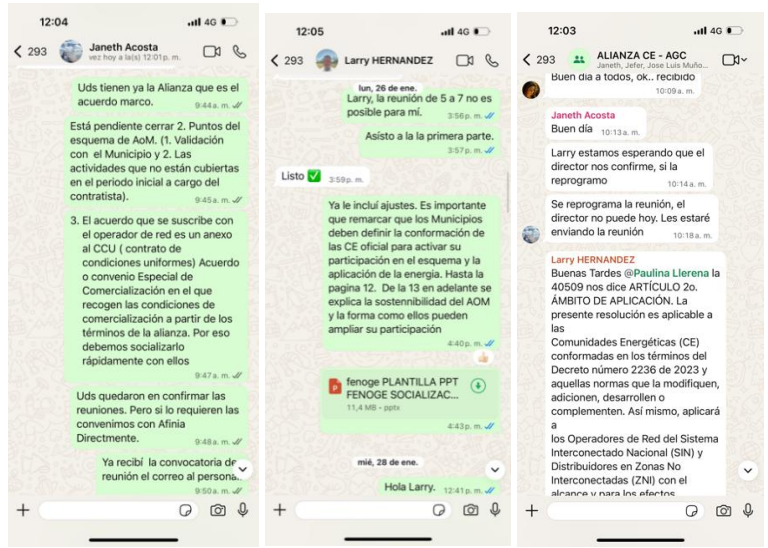 12:04
4G
293
Janeth Acosta
vez hoy a la(s) 12:01 p. m.
Uds tienen ya la Alianza que es el
acuerdo marco.
9:44 a. m.
Está pendiente cerrar 2. Puntos del
esquema de AoM. (1. Validación
con el Municipio y 2. Las
actividades que no están cubiertas
en el periodo inicial a cargo del
contratista).
9:45 a. m.
3. El acuerdo que se suscribe con
el operador de red es un anexo
al CCU ( contrato de
condiciones uniformes) Acuerdo
o convenio Especial de
Comercialización en el que
recogen las condiciones de
comercialización a partir de los
términos de la alianza. Por eso
debemos socializarlo
rápidamente con ellos
9:47 a. m.
Uds quedaron en confirmar las
reuniones. Pero si lo requieren las
convenimos con Afinia
Directmente.
9:48 a. m.
Ya recibí la convocatoria de
reunión el correo al persona
9:50 a. m.
12:05
4G
293
Larry HERNANDEZ
lun, 26 de ene.
Larry, la reunión de 5 a 7 no es
posible para mí.
3:56 p. m.
Asísto a la la primera parte.
3:57 p. m.
Listo ✅
3:59 p. m.
Ya le incluí ajustes. Es importante
que remarcar que los Municipios
deben definir la conformación de
las CE oficial para activar su
participación en el esquema y la
aplicación de la energia. Hasta la
pagina 12. De la 13 en adelante se
explica la sostennibilidad del AOM
y la forma como ellos pueden
ampliar su participación
4:40 p. m.
👍🏻
fenoge PLANTILLA PPT
FENOGE SOCIALIZAC...
11,4 MB • pptx
4:43 p. m.
mié, 28 de ene.
Hola Larry.
12:41 p. m.
12:03
4G
293
ALIANZA CE - AGC
Janeth, Jefer, Jose Luis Muño...
Buen dia a todos, ok.. recibido
10:09 a. m.
Janeth Acosta
Buen día
10:13 a. m.
Larry estamos esperando que el
director nos confirme, si la
reprogramo
10:14 a. m.
Se reprograma la reunión, el
director no puede hoy. Les estaré
enviando la reunión
10:18 a. m.
Larry HERNANDEZ
Buenas Tardes @Paulina Llerena la
40509 nos dice ARTÍCULO 2o.
ÁMBITO DE APLICACIÓN. La
presente resolución es aplicable a
las
Comunidades Energéticas (CE)
conformadas en los términos del
Decreto número 2236 de 2023 y
aquellas normas que la modifiquen,
adicionen, desarrollen o
complementen. Así mismo, aplicará
a
los Operadores de Red del Sistema
Interconectado Nacional (SIN) y
Distribuidores en Zonas No
Interconectadas (ZNI) con el
alcance y para los efectos